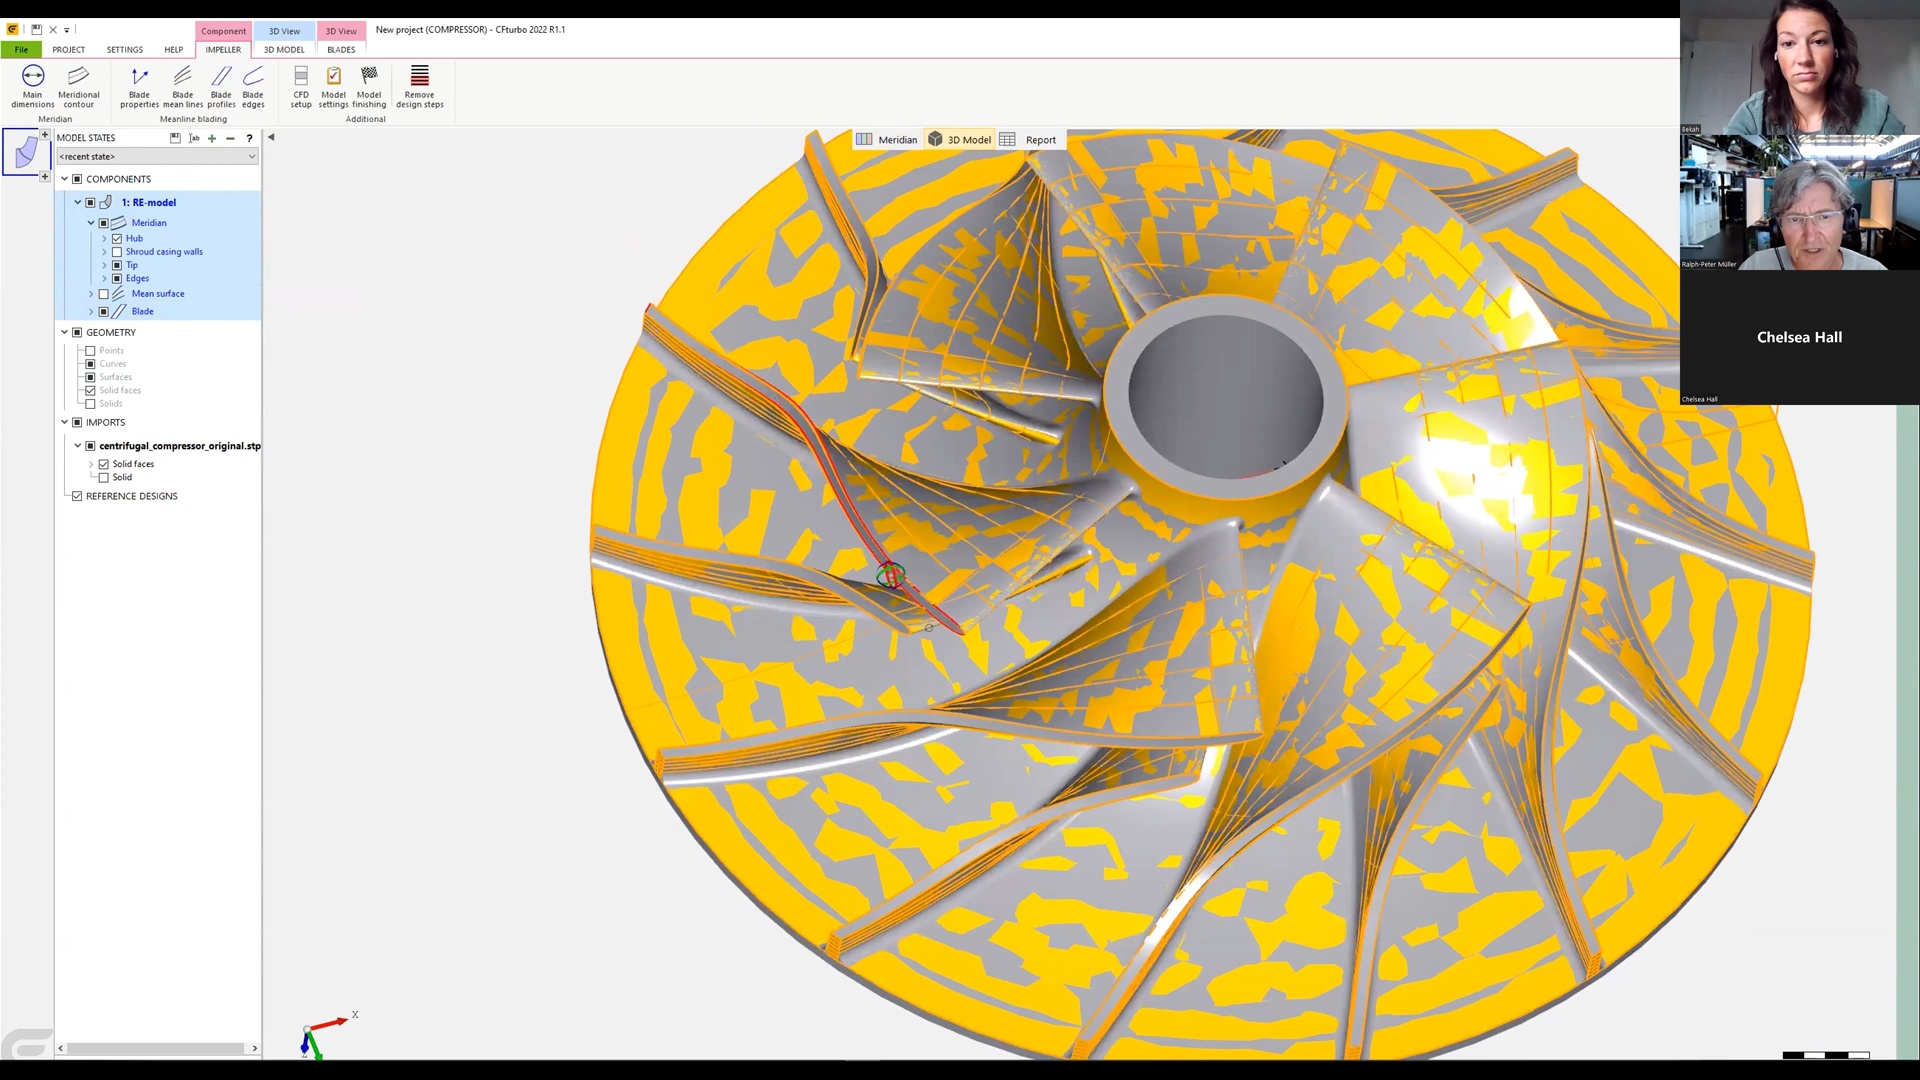 Component
3D View
3D View
New project (COMPRESSOR) - CFturbo 2022 R1.1
File
PROJECT
SETTINGS
HELP
IMPELLER
3D MODEL
BLADES
Main dimensions
Meridional contour
Blade properties
Blade mean lines
Blade profiles
Blade edges
CFD setup
Model settings
Model finishing
Remove design steps
Meridian
Meanline blading
Additional
MODEL STATES
<recent state>
COMPONENTS
1: RE-model
Meridian
Hub
Shroud casing walls
Tip
Edges
Mean surface
Blade
GEOMETRY
Points
Curves
Surfaces
Solid faces
Solids
IMPORTS
centrifugal_compressor_original.stp
Solid faces
Solid
REFERENCE DESIGNS
Meridian
3D Model
Report
X
Bekah
Ralph-Peter Müller
Chelsea Hall
Chelsea Hall